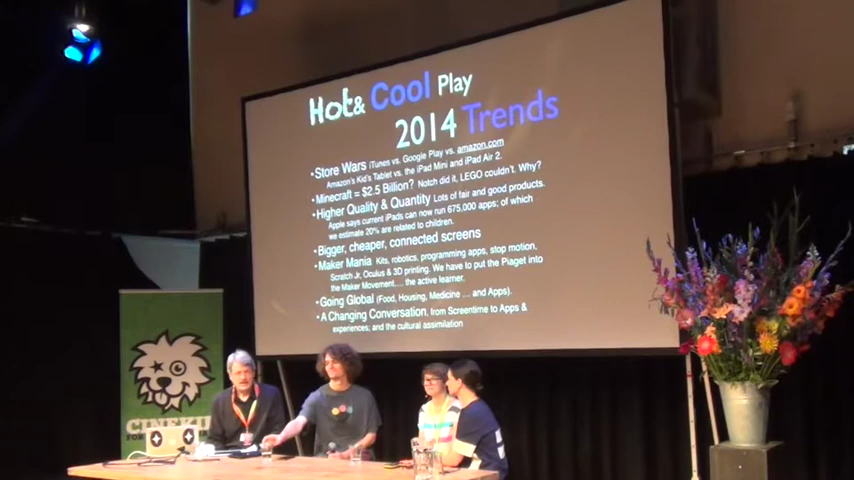 Hot& Cool Play
2014 Trends
• Store Wars iTunes vs. Google Play vs. amazon.com
Amazon's Kid's Tablet vs. the iPad Mini and iPad Air 2.
• Minecraft = $2.5 Billion? Notch did it, LEGO couldn't. Why?
• Higher Quality & Quantity Lots of fair and good products.
Apple says current iPads can now run 675,000 apps; of which
we estimate 20% are related to children.
• Bigger, cheaper, connected screens
• Maker Mania Kits, robotics, programming apps, stop motion,
Scratch Jr, Oculus & 3D printing. We have to put the Piaget into
the Maker Movement.... the active learner.
• Going Global (Food, Housing, Medicine ... and Apps).
• A Changing Conversation, from ScreenTime to Apps &
experiences, and the cultural assimilation
CINEKI
FOR